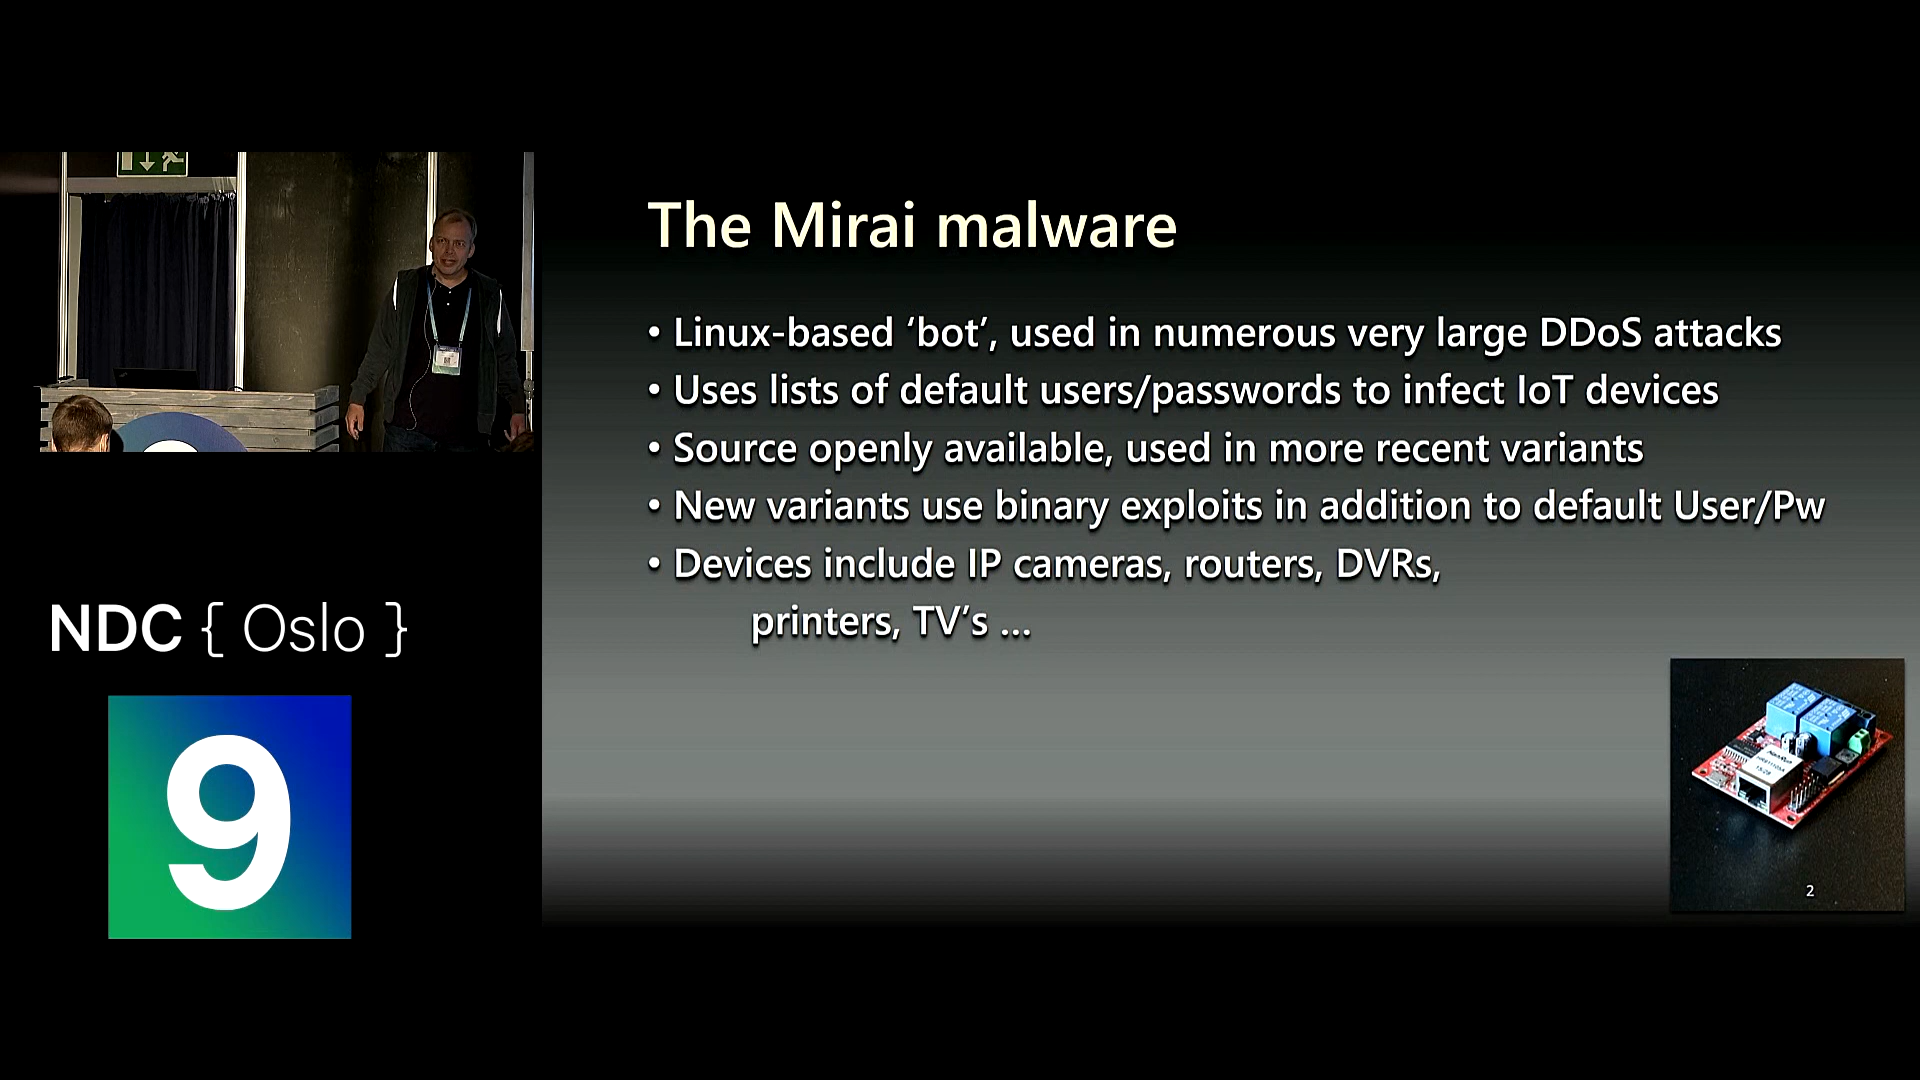 The Mirai malware
• Linux-based ‘bot’, used in numerous very large DDoS attacks
• Uses lists of default users/passwords to infect IoT devices
• Source openly available, used in more recent variants
• New variants use binary exploits in addition to default User/Pw
• Devices include IP cameras, routers, DVRs,
printers, TV’s ...
NDC { Oslo }
9
2